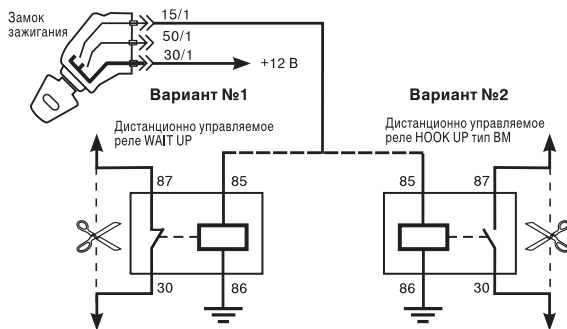 Замок
зажигания
15/1
50/1
30/1
+12 В
Вариант №1
Вариант №2
Дистанционно управляемое
реле WAIT UP
Дистанционно управляемое
реле HOOK UP тип ВМ
87
85
85
87
30
86
86
30